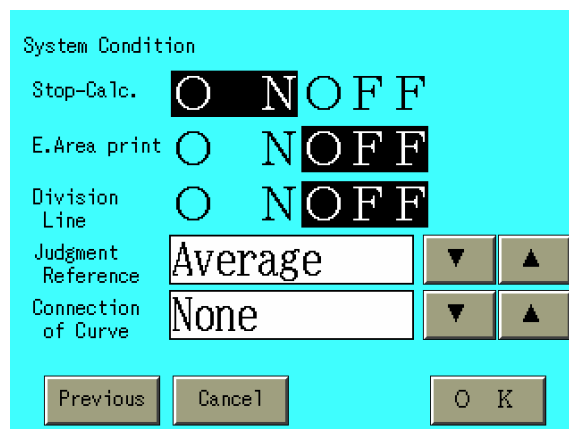 System Condition
Stop-Calc. O N OFF
E.Area print O N OFF
Division
Line O N OFF
Judgment
Reference Average ▼ ▲
Connection
of Curve None ▼ ▲
Previous Cancel O K